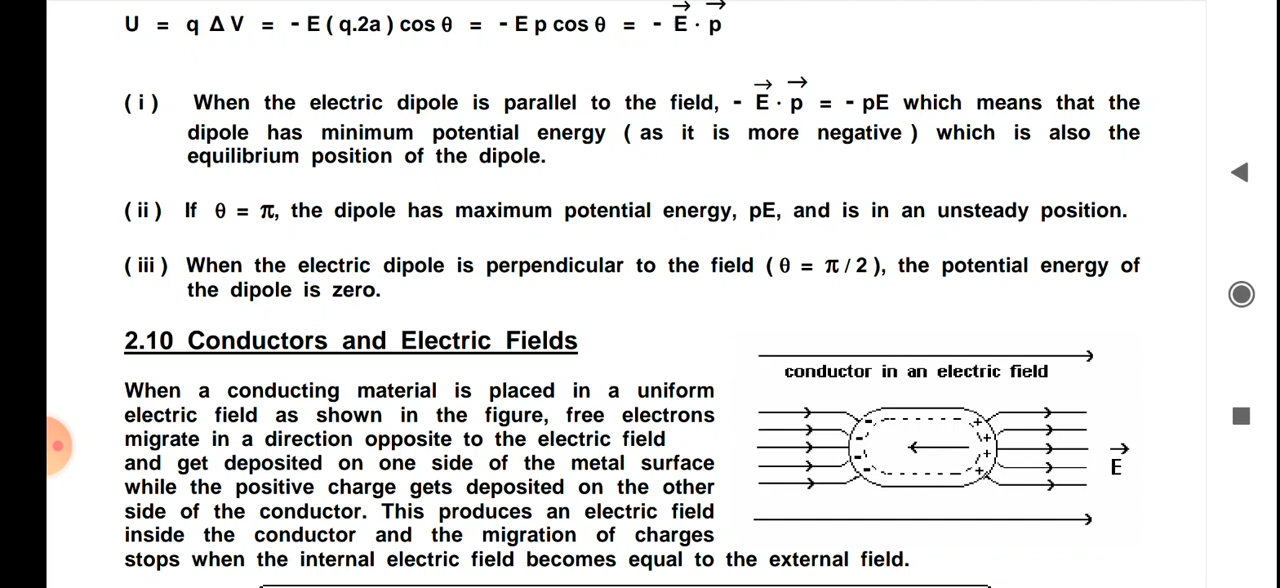 U = q Δ V = - E ( q.2a ) cos θ = - E p cos θ = - E⃗ · p⃗
( i ) When the electric dipole is parallel to the field, - E⃗ · p⃗ = - pE which means that the
dipole has minimum potential energy ( as it is more negative ) which is also the
equilibrium position of the dipole.
( ii ) If θ = π, the dipole has maximum potential energy, pE, and is in an unsteady position.
( iii ) When the electric dipole is perpendicular to the field ( θ = π / 2 ), the potential energy of
the dipole is zero.
2.10 Conductors and Electric Fields
When a conducting material is placed in a uniform
electric field as shown in the figure, free electrons
migrate in a direction opposite to the electric field
and get deposited on one side of the metal surface
while the positive charge gets deposited on the other
side of the conductor. This produces an electric field
inside the conductor and the migration of charges
stops when the internal electric field becomes equal to the external field.
conductor in an electric field
E⃗